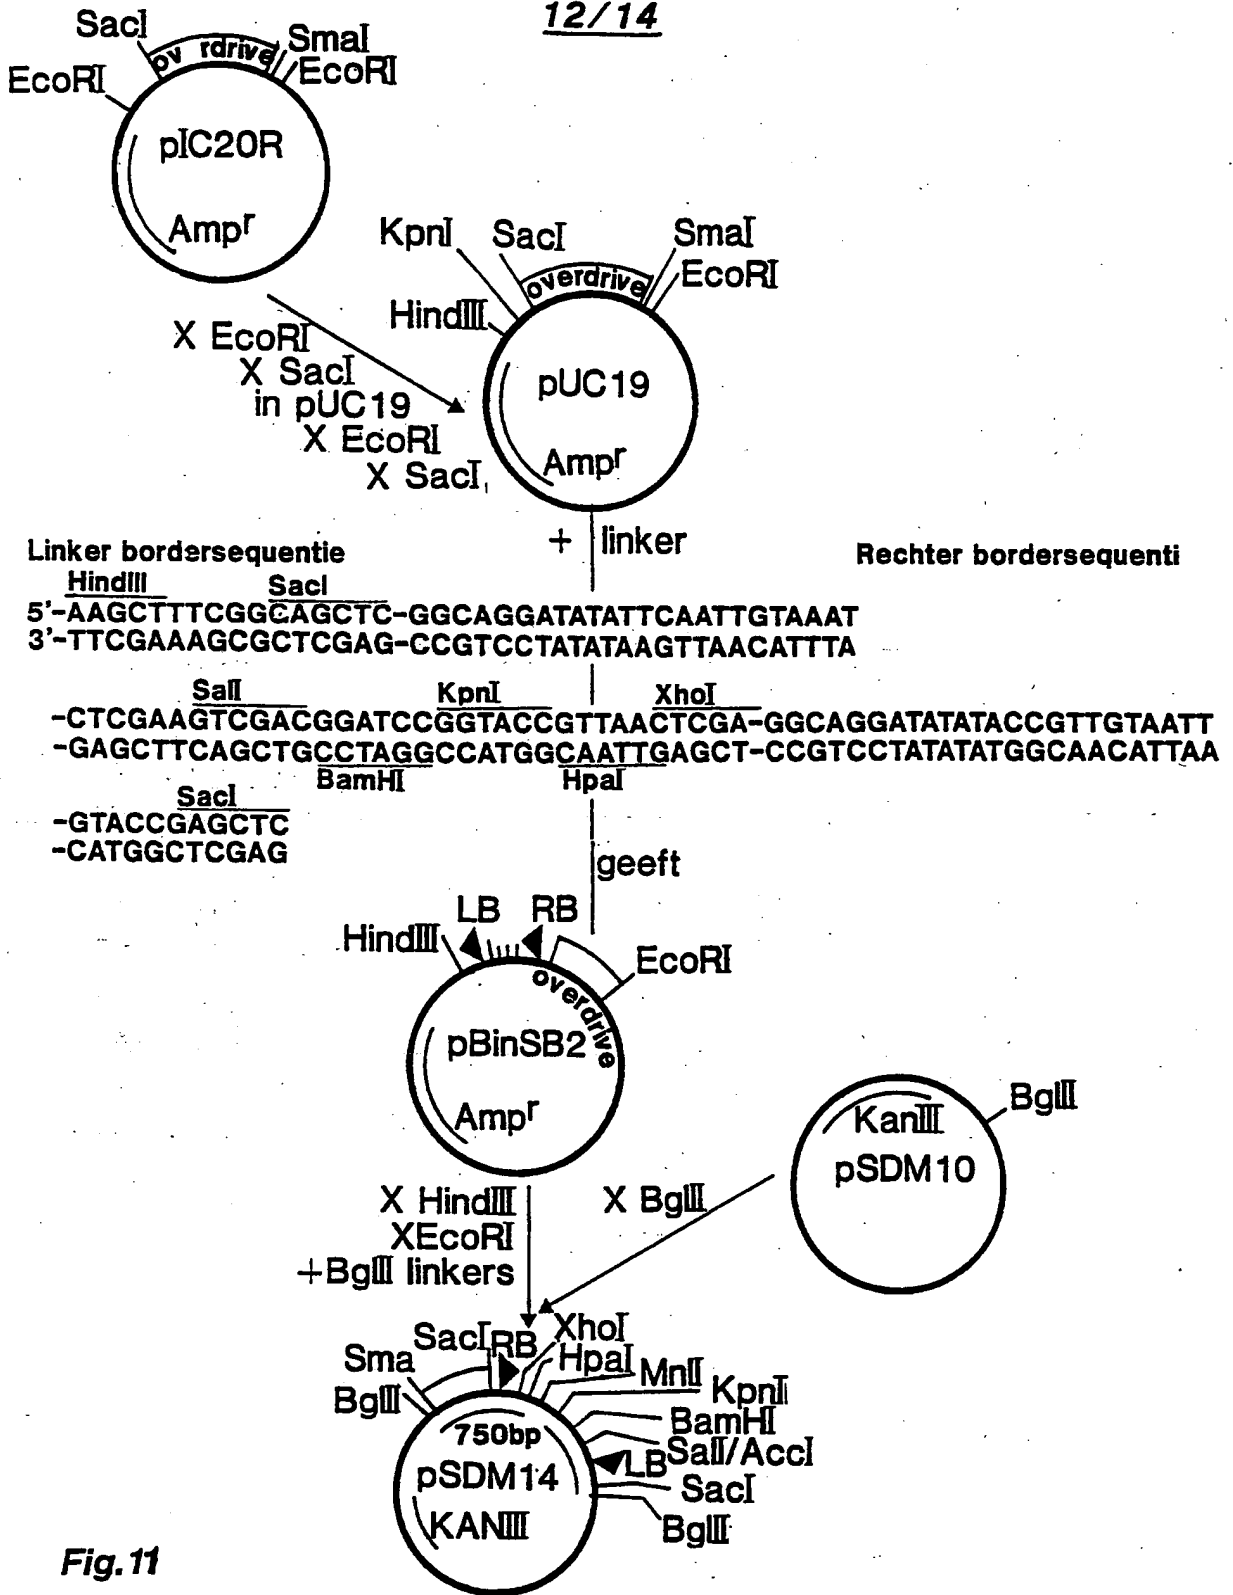 12/14
SacI
ov rdrive
SmaI
EcoRI
EcoRI
pIC20R
Ampr
KpnI
SacI
SmaI
overdrive
EcoRI
HindIII
X EcoRI
X SacI
in pUC19
X EcoRI
X SacI
pUC19
Ampr
+ linker
Linker bordersequentie
Rechter bordersequenti
HindIII SacI
5'-AAGCTTTCGGCAGCTC-GGCAGGATATATTCAATTGTAAAT
3'-TTCGAAAGCGCTCGAG-CCGTCCTATATAAGTTAACATTTA
SalI KpnI XhoI
-CTCGAAGTCGACGGATCCGGTACCGTTAACTCGA-GGCAGGATATATACCGTTGTAATT
-GAGCTTCAGCTGCCTAGGCCATGGCAATTGAGCT-CCGTCCTATATATGGCAACATTAA
BamHI HpaI
SacI
-GTACCGAGCTC
-CATGGCTCGAG
geeft
LB RB
HindIII
EcoRI
overdrive
pBinSB2
Ampr
KanIII
BglII
pSDM10
X HindIII
XEcoRI
+BglII linkers
X BglII
SacI RB XhoI
Sma
HpaI
MnlI
KpnI
BglII
BamHI
750bp
SalI/AccI
LB
pSDM14
SacI
KANIII
BglII
Fig.11